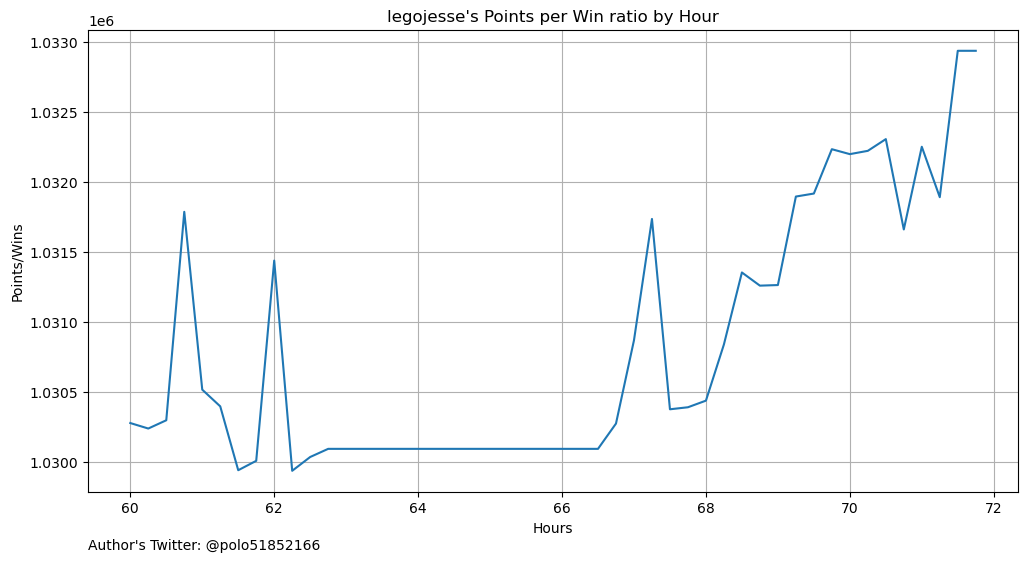 legojesse's Points per Win ratio by Hour
1e6
1.0330
1.0325
1.0320
1.0315
1.0310
1.0305
1.0300
Points/Wins
60 62 64 66 68 70 72
Hours
Author's Twitter: @polo51852166